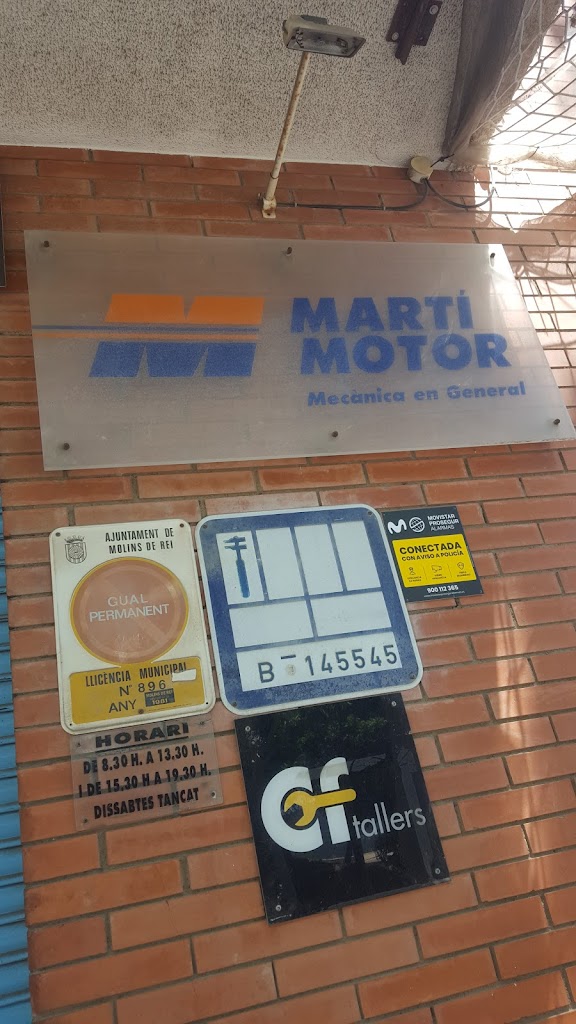 MARTÍ
MOTOR
Mecànica en General
AJUNTAMENT DE
MOLINS DE REI
GUAL
PERMANENT
LLICÈNCIA MUNICIPAL
Nº 896
ANY
HORARI
DE 8.30 H. A 13.30 H.
I DE 15.30 H A 19.30 H.
DISSABTES TANCAT
B - 145545
MOVISTAR
PROSEGUR
ALARMAS
CONECTADA
CON AVISO A POLICÍA
900 112 365
CF tallers